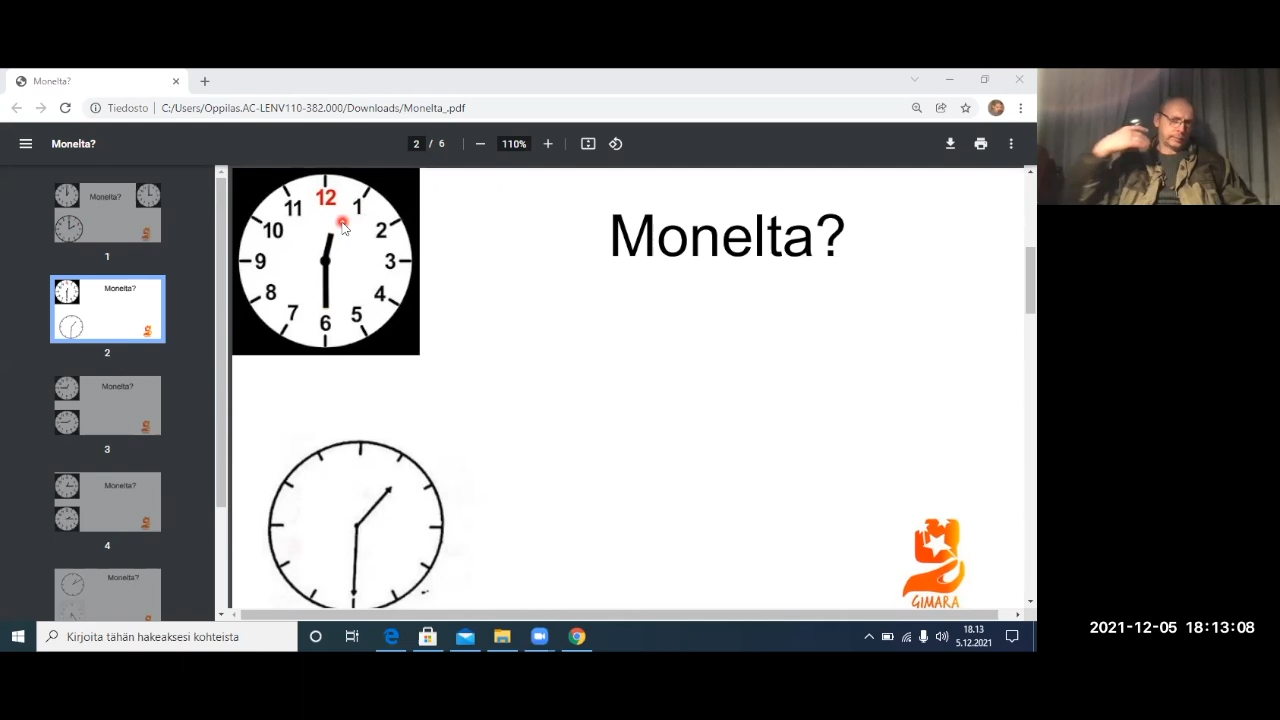 Monelta?
Tiedosto | C:/Users/Oppilas.AC-LENV110-382.000/Downloads/Monelta_.pdf
Monelta?
2 / 6
110%
Monelta?
1
Monelta?
2
Monelta?
3
Monelta?
4
Monelta?
12
1
2
3
4
5
6
7
8
9
10
11
Monelta?
GIMARA
Kirjoita tähän hakeaksesi kohteista
18.13
5.12.2021
2021-12-05 18:13:08